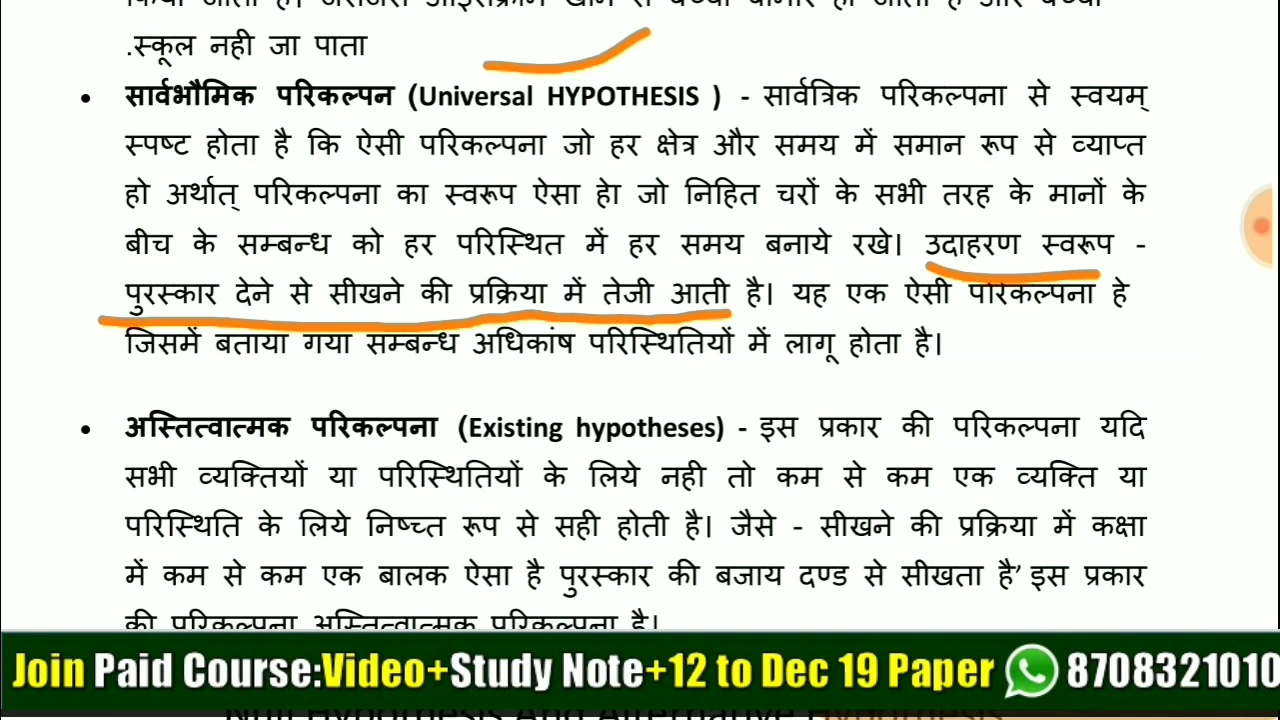 .स्कूल नही जा पाता
• सार्वभौमिक परिकल्पन (Universal HYPOTHESIS ) - सार्वत्रिक परिकल्पना से स्वयम्
स्पष्ट होता है कि ऐसी परिकल्पना जो हर क्षेत्र और समय में समान रूप से व्याप्त
हो अर्थात् परिकल्पना का स्वरूप ऐसा हेा जो निहित चरों के सभी तरह के मानों के
बीच के सम्बन्ध को हर परिस्थित में हर समय बनाये रखे। उदाहरण स्वरूप -
पुरस्कार देने से सीखने की प्रक्रिया में तेजी आती है। यह एक ऐसी परिकल्पना हे
जिसमें बताया गया सम्बन्ध अधिकांष परिस्थितियों में लागू होता है।
• अस्तित्वात्मक परिकल्पना (Existing hypotheses) - इस प्रकार की परिकल्पना यदि
सभी व्यक्तियों या परिस्थितियों के लिये नही तो कम से कम एक व्यक्ति या
परिस्थिति के लिये निष्च्त रूप से सही होती है। जैसे - सीखने की प्रक्रिया में कक्षा
में कम से कम एक बालक ऐसा है पुरस्कार की बजाय दण्ड से सीखता है’ इस प्रकार
की परिकल्पना अस्तित्वात्मक परिकल्पना है।
Join Paid Course:Video+Study Note+12 to Dec 19 Paper 8708321010
Null Hypothesis And Alternative Hypothesis